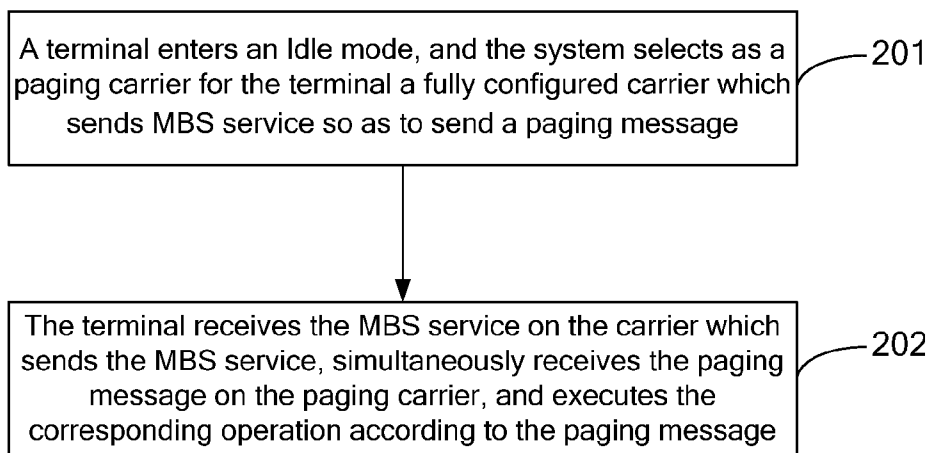 A terminal enters an Idle mode, and the system selects as a
paging carrier for the terminal a fully configured carrier which
sends MBS service so as to send a paging message
201
The terminal receives the MBS service on the carrier which
sends the MBS service, simultaneously receives the paging
message on the paging carrier, and executes the
corresponding operation according to the paging message
202